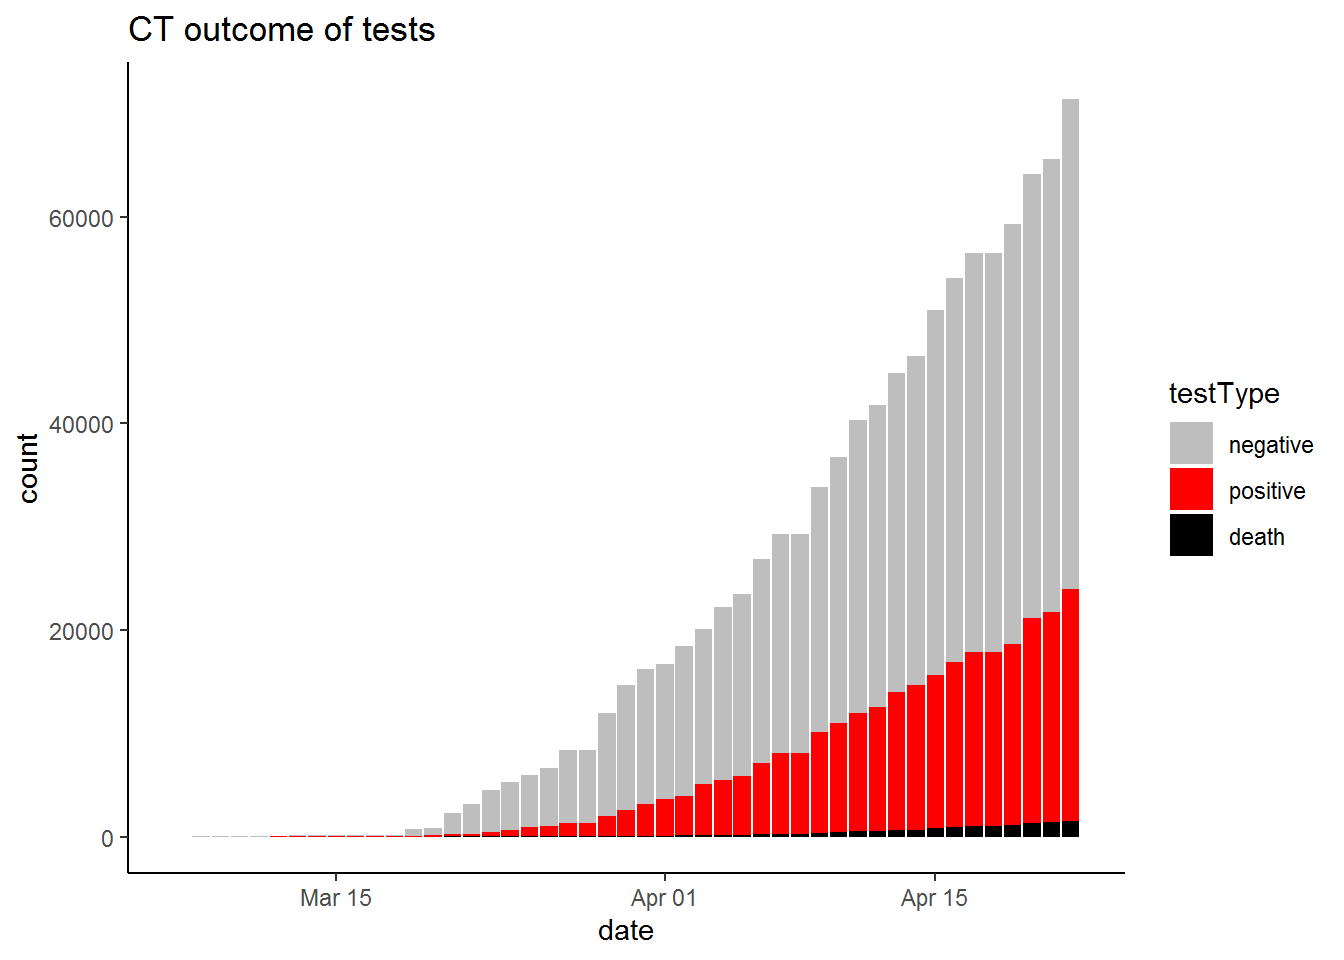 CT outcome of tests
count
60000
40000
20000
0
Mar 15
Apr 01
Apr 15
date
testType
negative
positive
death